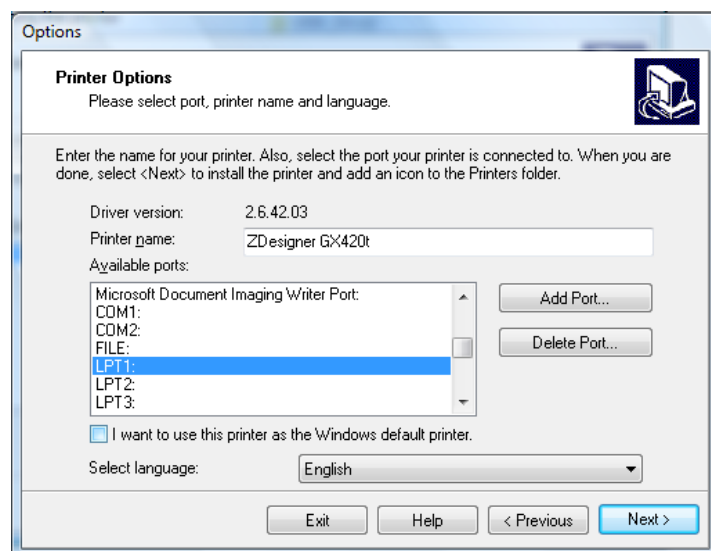 Options
Printer Options
Please select port, printer name and language.
Enter the name for your printer. Also, select the port your printer is connected to. When you are
done, select <Next> to install the printer and add an icon to the Printers folder.
Driver version: 2.6.42.03
Printer name: ZDesigner GX420t
Available ports:
Microsoft Document Imaging Writer Port:
COM1:
COM2:
FILE:
LPT1:
LPT2:
LPT3:
Add Port...
Delete Port...
I want to use this printer as the Windows default printer.
Select language: English
Exit Help < Previous Next >